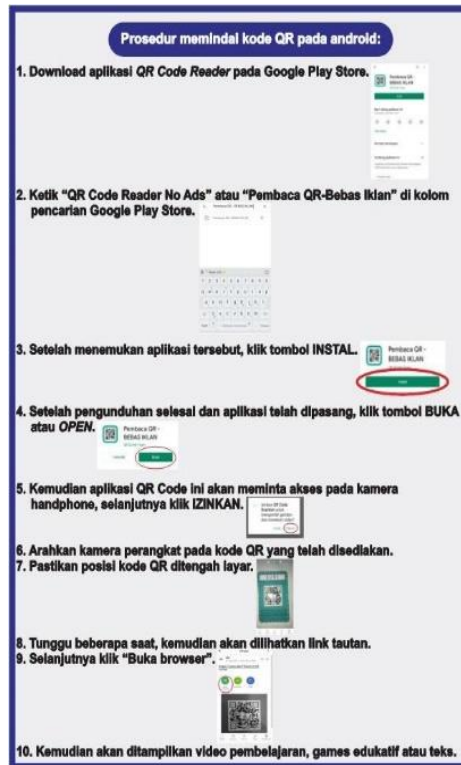 Prosedur memindai kode QR pada android:
1. Download aplikasi QR Code Reader pada Google Play Store.
Pembaca QR -
BEBAS IKLAN
2. Ketik “QR Code Reader No Ads” atau “Pembaca QR-Bebas Iklan” di kolom
pencarian Google Play Store.
3. Setelah menemukan aplikasi tersebut, klik tombol INSTAL.
Pembaca QR -
BEBAS IKLAN
4. Setelah pengunduhan selesai dan aplikasi telah dipasang, klik tombol BUKA
atau OPEN.
Pembaca QR -
BEBAS IKLAN
5. Kemudian aplikasi QR Code ini akan meminta akses pada kamera
handphone, selanjutnya klik IZINKAN.
6. Arahkan kamera perangkat pada kode QR yang telah disediakan.
7. Pastikan posisi kode QR ditengah layar.
8. Tunggu beberapa saat, kemudian akan dilihatkan link tautan.
9. Selanjutnya klik “Buka browser”.
10. Kemudian akan ditampilkan video pembelajaran, games edukatif atau teks.